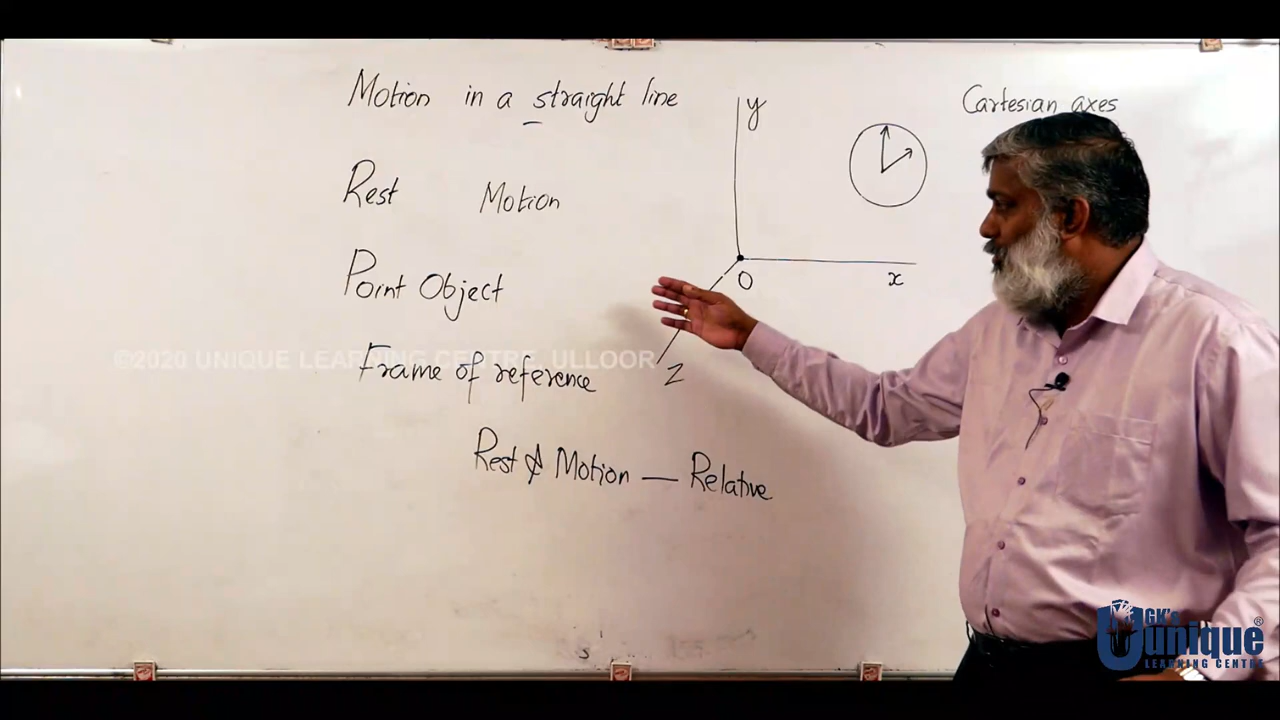 Motion in a straight line
y
Cartesian axes
Rest Motion
O
x
Point Object
©2020 UNIQUE LEARNING CENTRE, ULLOOR
Frame of reference
Z
Rest & Motion — Relative
GK's
unique®
LEARNING CENTRE